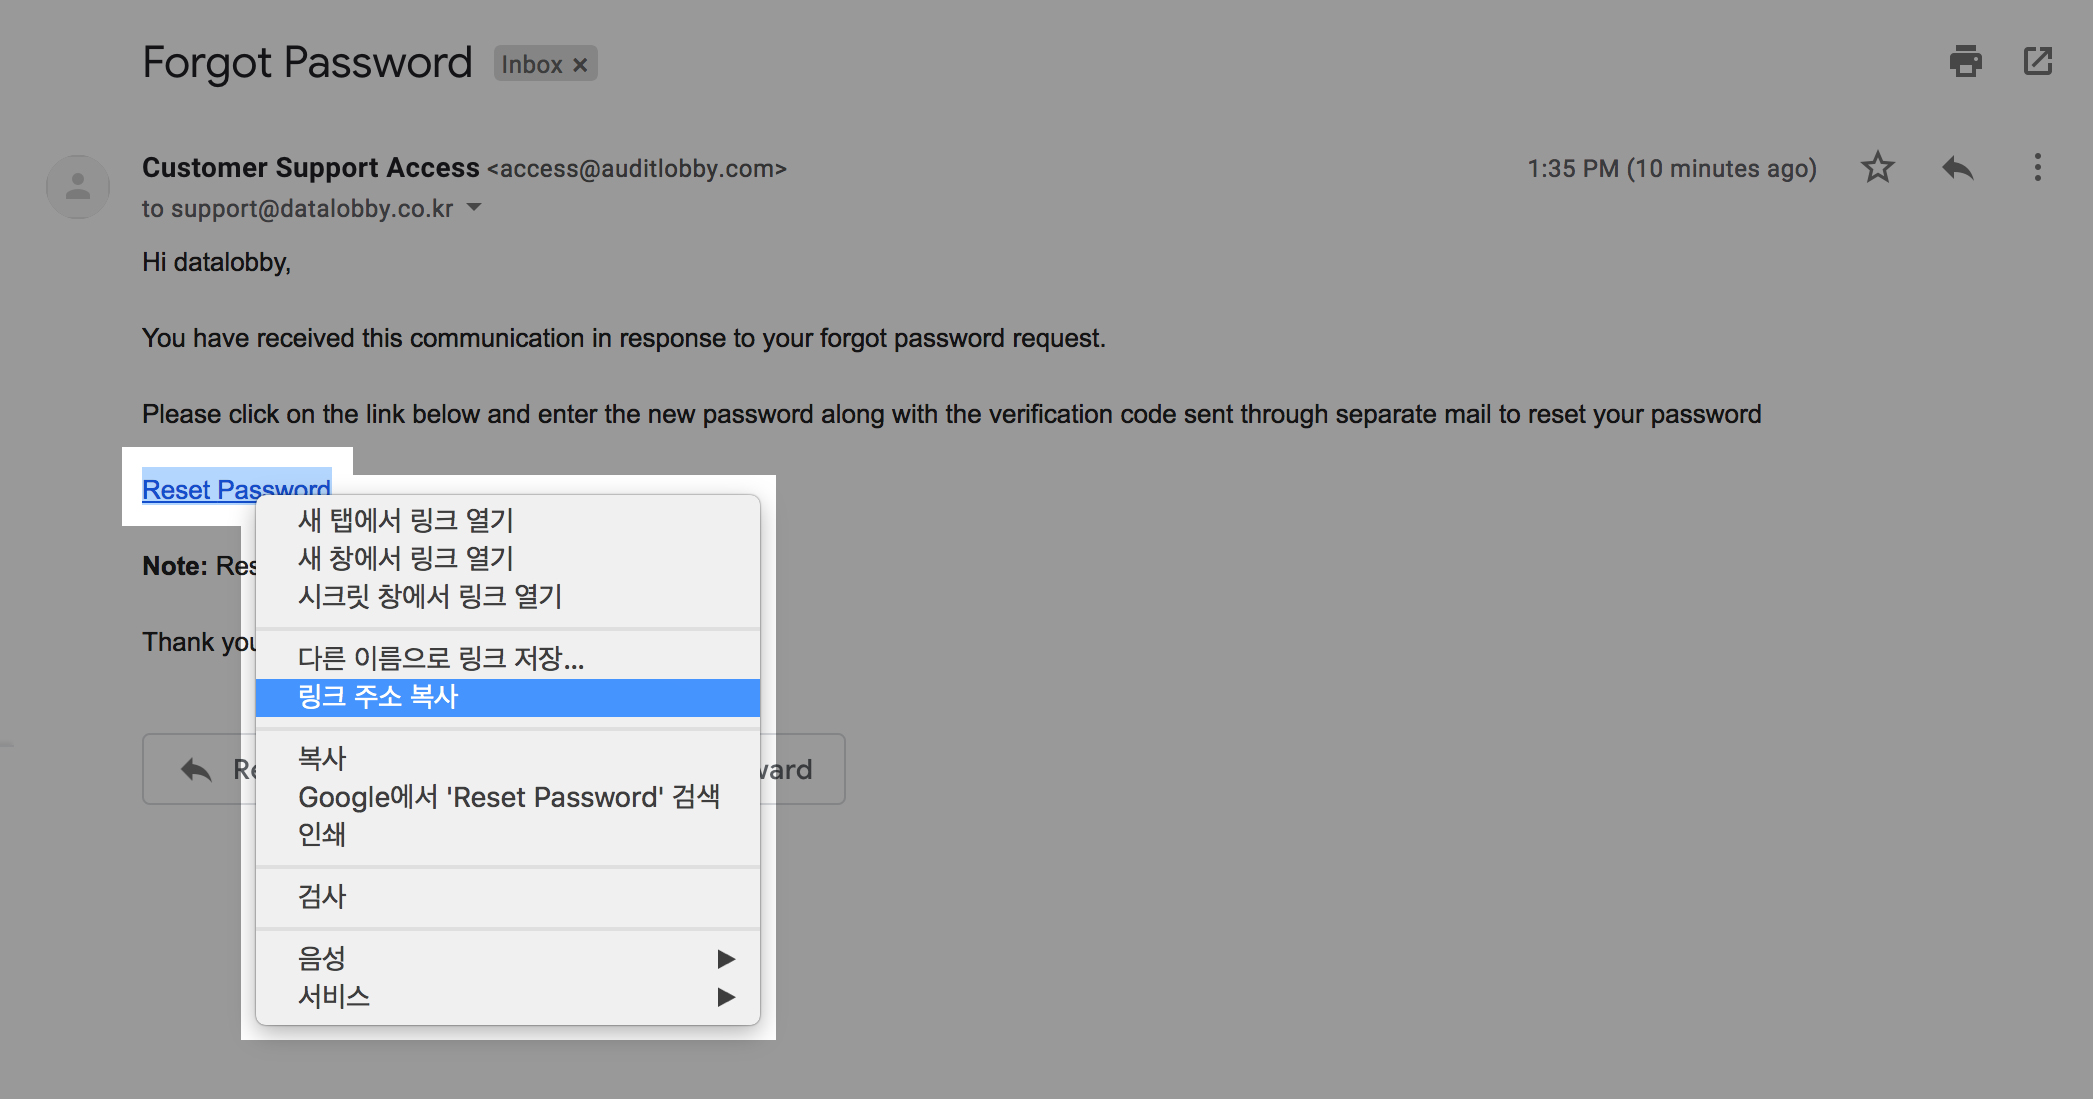 Forgot Password Inbox ×
Customer Support Access <access@auditlobby.com> 1:35 PM (10 minutes ago)
to support@datalobby.co.kr
Hi datalobby,
You have received this communication in response to your forgot password request.
Please click on the link below and enter the new password along with the verification code sent through separate mail to reset your password
Reset Password
새 탭에서 링크 열기
새 창에서 링크 열기
Note:
시크릿 창에서 링크 열기
Thank
다른 이름으로 링크 저장...
링크 주소 복사
복사
Google에서 'Reset Password' 검색
인쇄
검사
음성
서비스